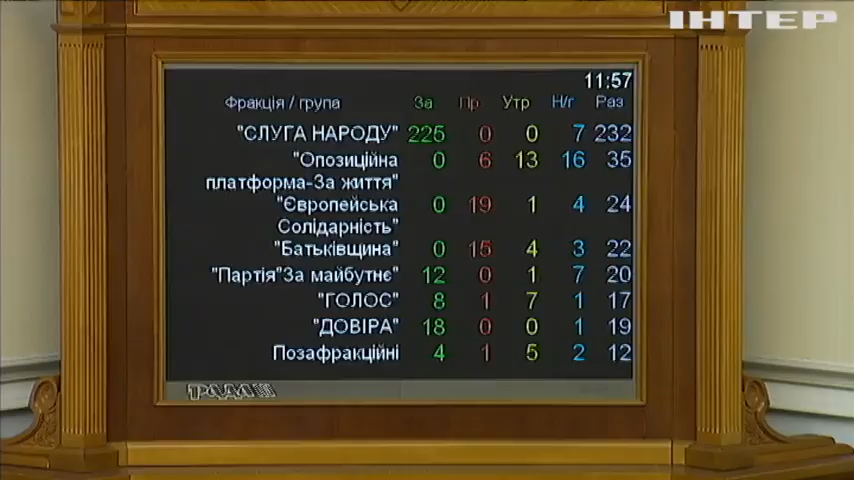 ІНТЕР
11:57
Фракція / група За Пр Утр Н/г Раз
"СЛУГА НАРОДУ" 225 0 0 7 232
"Опозиційна 0 6 13 16 35
платформа-За життя"
"Європейська 0 19 1 4 24
Солідарність"
"Батьківщина" 0 15 4 3 22
"Партія"За майбутнє" 12 0 1 7 20
"ГОЛОС" 8 1 7 1 17
"ДОВІРА" 18 0 0 1 19
Позафракційні 4 1 5 2 12